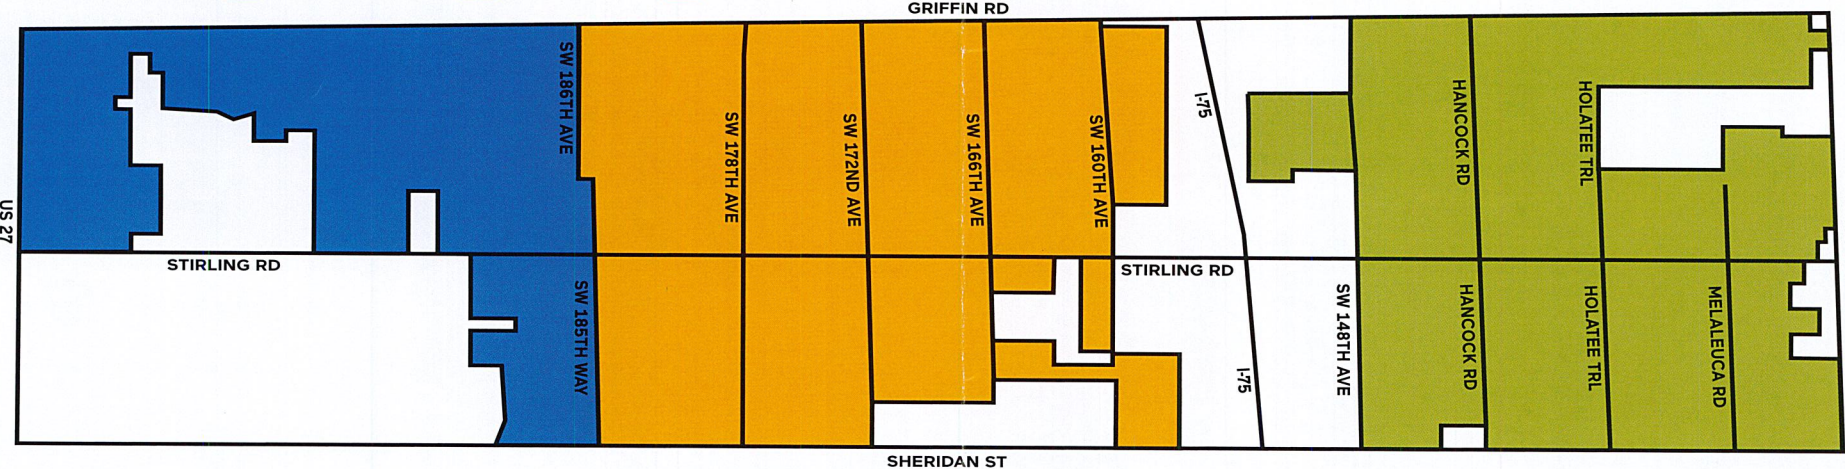 GRIFFIN RD
SW 186TH AVE
SW 178TH AVE
SW 172ND AVE
SW 166TH AVE
SW 160TH AVE
I-75
HANCOCK RD
HOLATEE TRL
US 27
STIRLING RD
STIRLING RD
SW 185TH WAY
I-75
SW 148TH AVE
HANCOCK RD
HOLATEE TRL
MELALEUCA RD
SHERIDAN ST